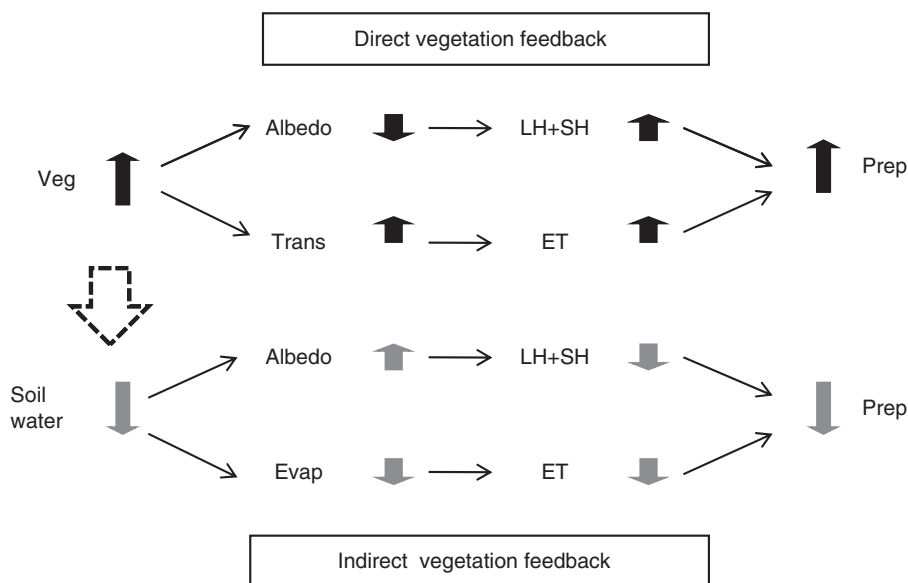 Direct vegetation feedback
Albedo LH+SH
Veg Prep
Trans ET
Albedo LH+SH
Soil
water Prep
Evap ET
Indirect vegetation feedback